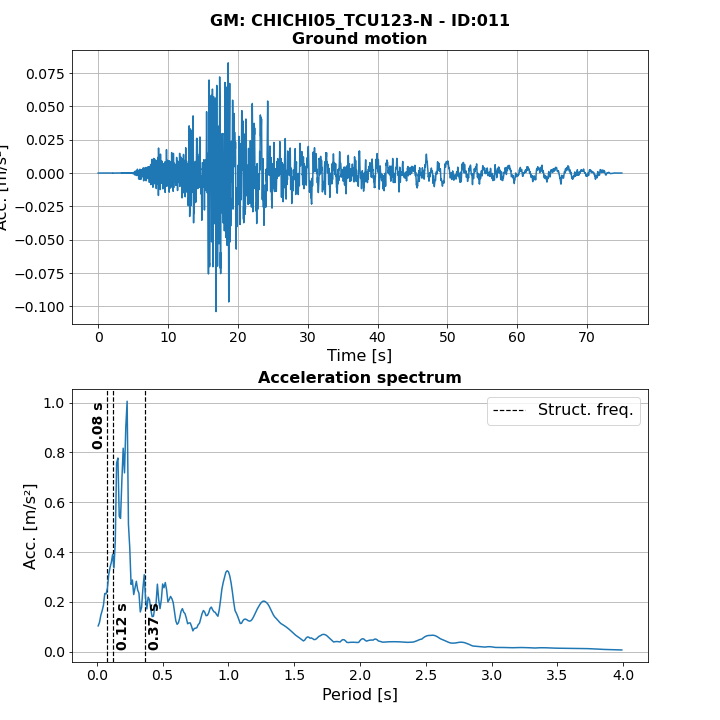 GM: CHICHI05_TCU123-N - ID:011
Ground motion
Acc. [m/s²]
0.075
0.050
0.025
0.000
−0.025
−0.050
−0.075
−0.100
0 10 20 30 40 50 60 70
Time [s]
Acceleration spectrum
Acc. [m/s²]
1.0
0.8
0.6
0.4
0.2
0.0
Struct. freq.
0.08 s
0.12 s
0.37 s
0.0 0.5 1.0 1.5 2.0 2.5 3.0 3.5 4.0
Period [s]